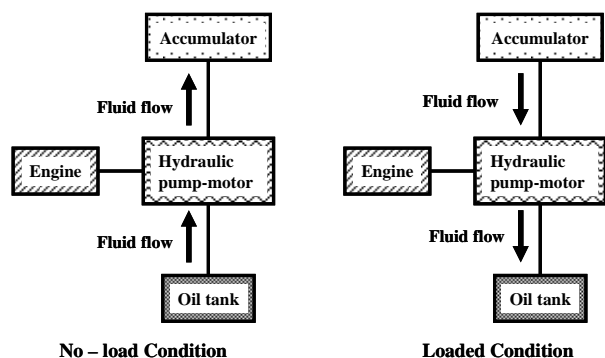 Accumulator
Fluid flow
Engine
Hydraulic
pump-motor
Fluid flow
Oil tank
No – load Condition
Accumulator
Fluid flow
Engine
Hydraulic
pump-motor
Fluid flow
Oil tank
Loaded Condition